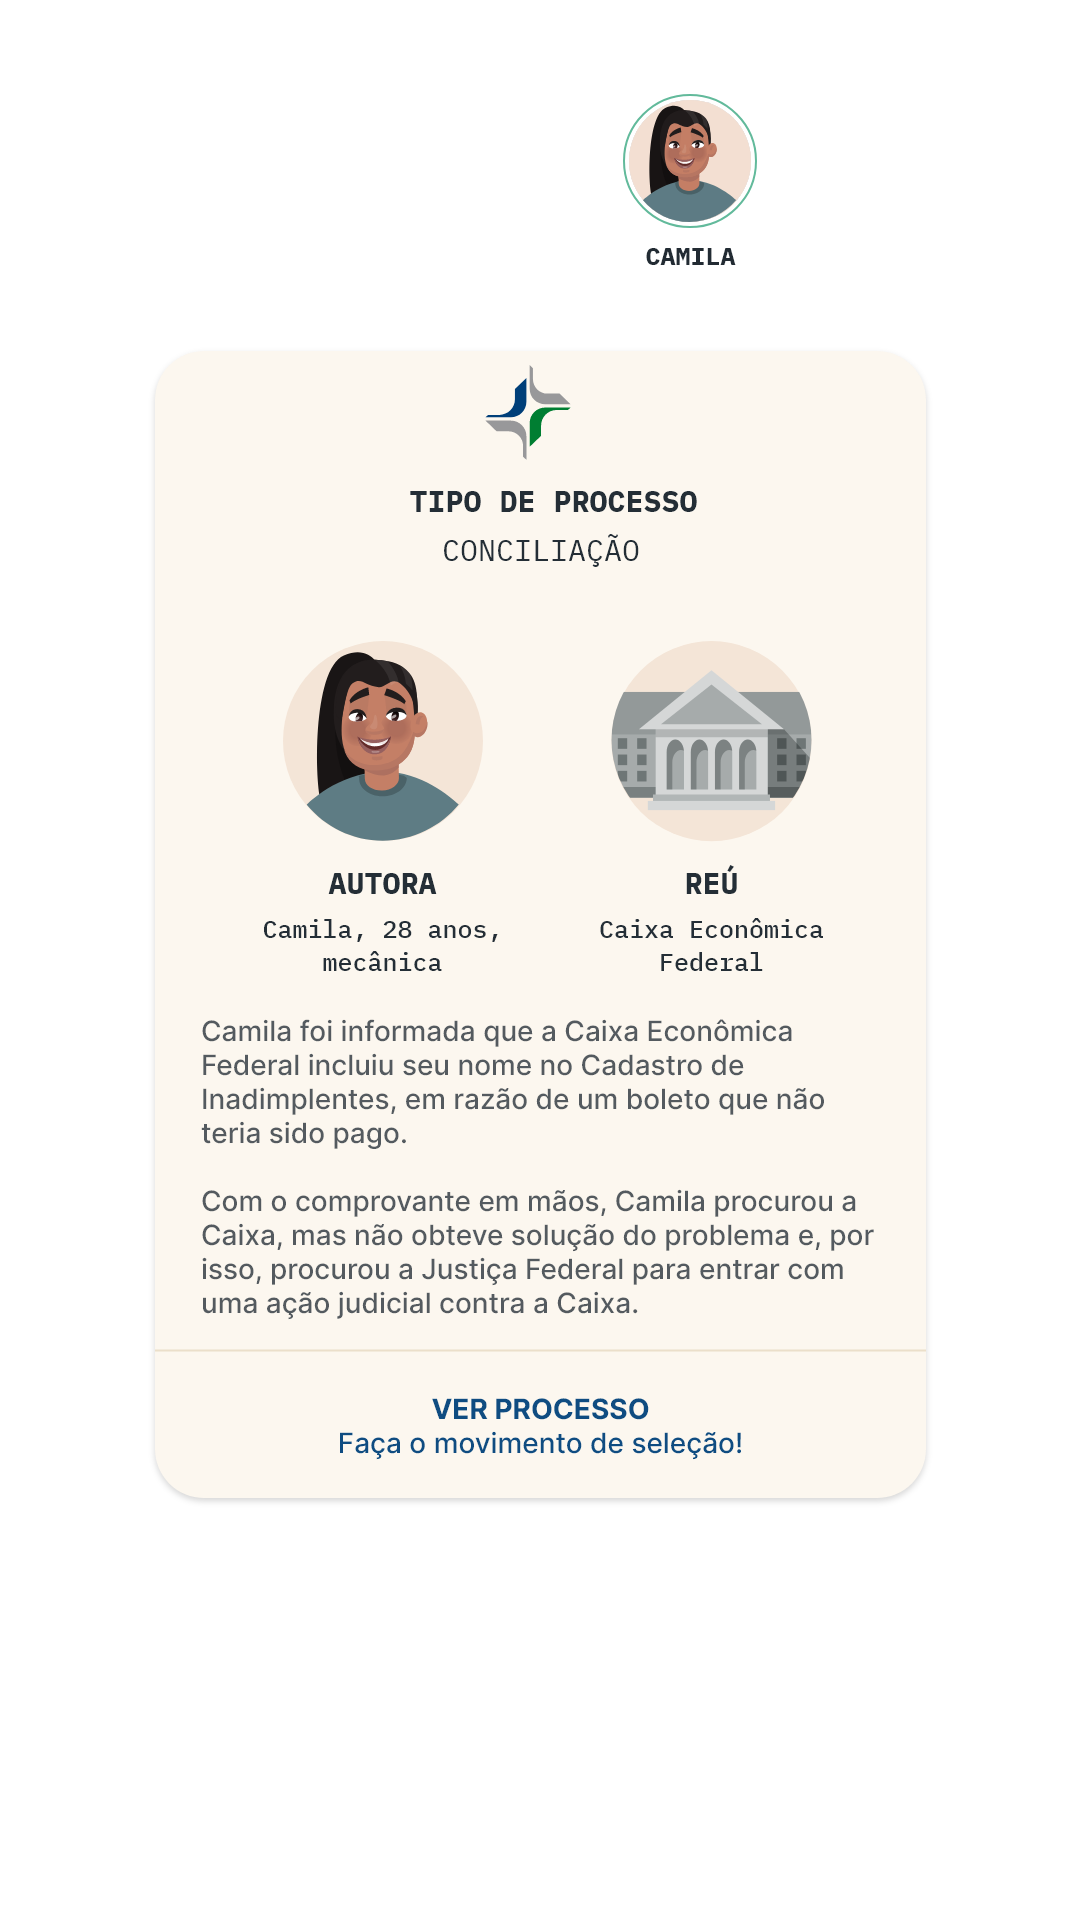 CAMILA
TIPO DE PROCESSO
CONCILIAÇÃO
AUTORA
Camila, 28 anos,
mecânica
REÚ
Caixa Econômica
Federal
Camila foi informada que a Caixa Econômica
Federal incluiu seu nome no Cadastro de
Inadimplentes, em razão de um boleto que não
teria sido pago.
Com o comprovante em mãos, Camila procurou a
Caixa, mas não obteve solução do problema e, por
isso, procurou a Justiça Federal para entrar com
uma ação judicial contra a Caixa.
VER PROCESSO
Faça o movimento de seleção!